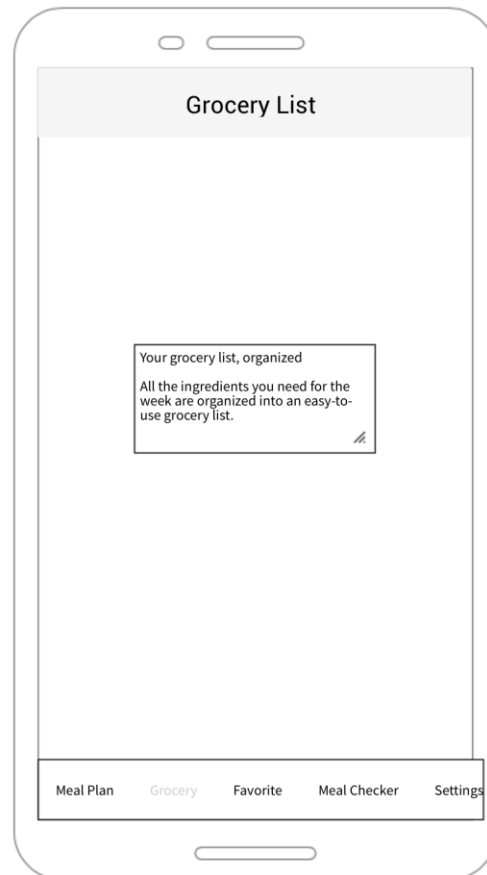 Grocery List
Your grocery list, organized
All the ingredients you need for the
week are organized into an easy-to-
use grocery list.
Meal Plan Grocery Favorite Meal Checker Settings